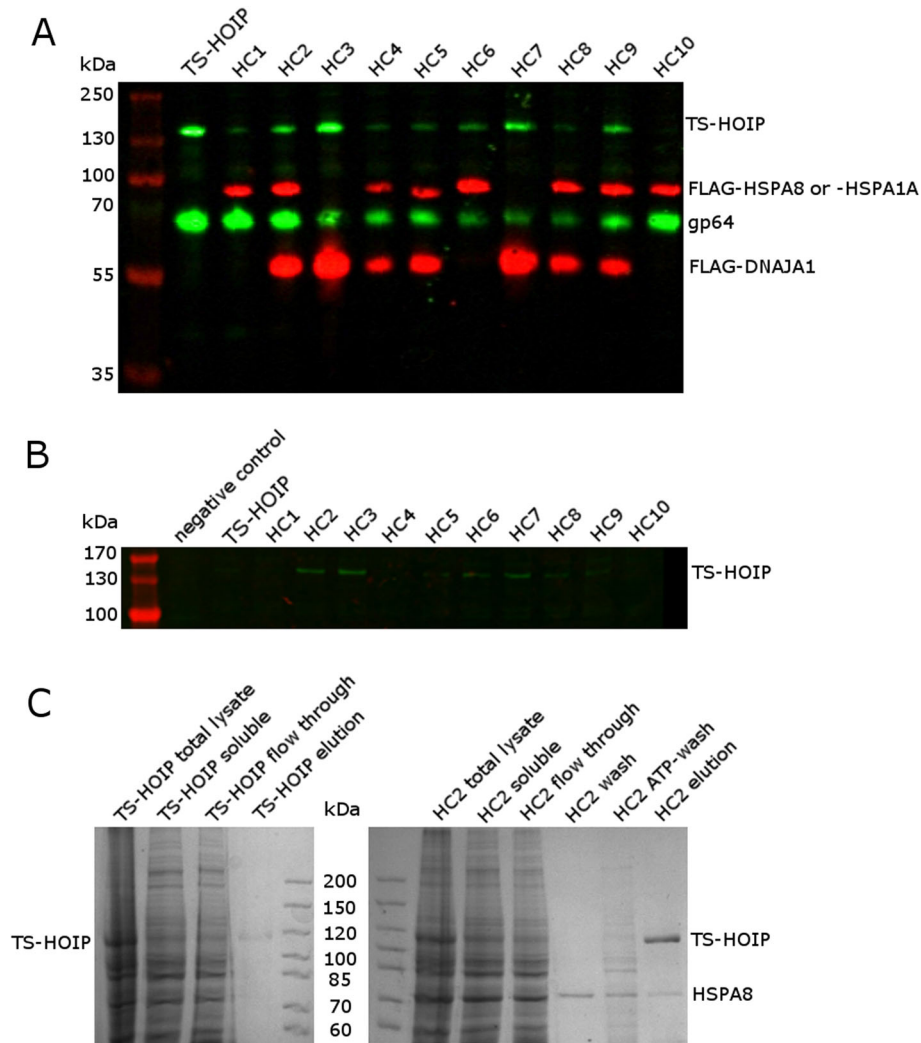 A
kDa
TS-HOIP
HC1
HC2
HC3
HC4
HC5
HC6
HC7
HC8
HC9
HC10
250
130
100
70
55
35
TS-HOIP
FLAG-HSPA8 or -HSPA1A
gp64
FLAG-DNAJA1
B
kDa
negative control
TS-HOIP
HC1
HC2
HC3
HC4
HC5
HC6
HC7
HC8
HC9
HC10
170
130
100
TS-HOIP
C
TS-HOIP total lysate
TS-HOIP soluble
TS-HOIP flow through
TS-HOIP elution
kDa
HC2 total lysate
HC2 soluble
HC2 flow through
HC2 wash
HC2 ATP-wash
HC2 elution
TS-HOIP
200
150
120
100
85
70
60
TS-HOIP
HSPA8